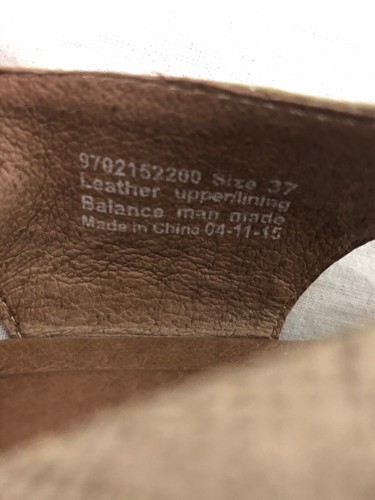 9702152200 Size 37
Leather upper/lining
Balance man made
Made in China 04-11-15